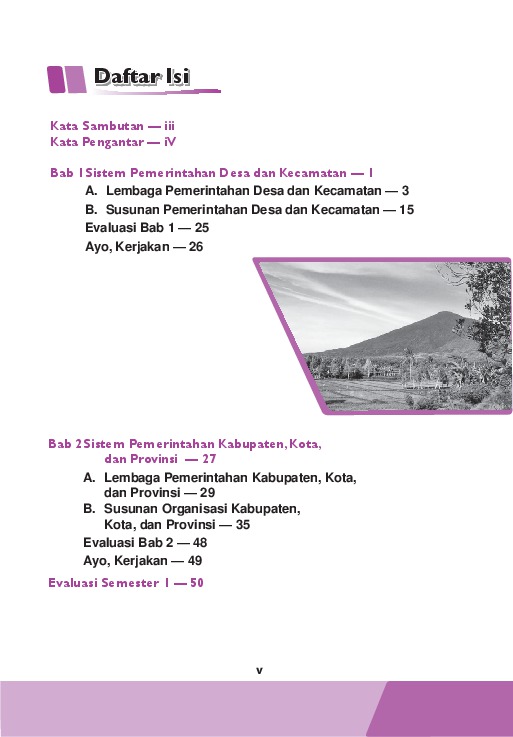 Daftar Isi
Kata Sambutan — iii
Kata Pengantar — iV
Bab 1 Sistem Pemerintahan Desa dan Kecamatan — 1
A. Lembaga Pemerintahan Desa dan Kecamatan — 3
B. Susunan Pemerintahan Desa dan Kecamatan — 15
Evaluasi Bab 1 — 25
Ayo, Kerjakan — 26
Bab 2 Sistem Pemerintahan Kabupaten, Kota,
dan Provinsi — 27
A. Lembaga Pemerintahan Kabupaten, Kota,
dan Provinsi — 29
B. Susunan Organisasi Kabupaten,
Kota, dan Provinsi — 35
Evaluasi Bab 2 — 48
Ayo, Kerjakan — 49
Evaluasi Semester 1 — 50
v